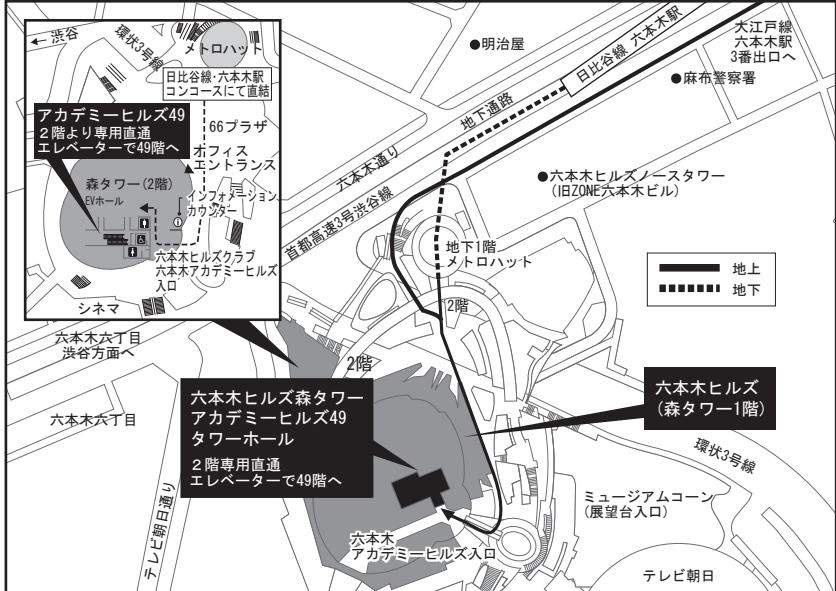 ← 渋谷
環状3号線
メトロハット
日比谷線・六本木駅
コンコースにて直結
アカデミーヒルズ49
2階より専用直通
エレベーターで49階へ
66プラザ
オフィス
エントランス
森タワー(2階)
EVホール
インフォメーション
カウンター
六本木ヒルズクラブ
六本木アカデミーヒルズ
入口
シネマ
●明治屋
日比谷線 六本木駅
大江戸線
六本木駅
3番出口へ
●麻布警察署
地下通路
六本木通り
首都高速3号渋谷線
●六本木ヒルズノースタワー
(旧ZONE六本木ビル)
地下1階
メトロハット
地上
地下
2階
六本木六丁目
渋谷方面へ
2階
六本木ヒルズ森タワー
アカデミーヒルズ49
タワーホール
2階専用直通
エレベーターで49階へ
六本木ヒルズ
(森タワー1階)
六本木六丁目
環状3号線
テレビ朝日通り
ミュージアムコーン
(展望台入口)
六本木
アカデミーヒルズ入口
テレビ朝日